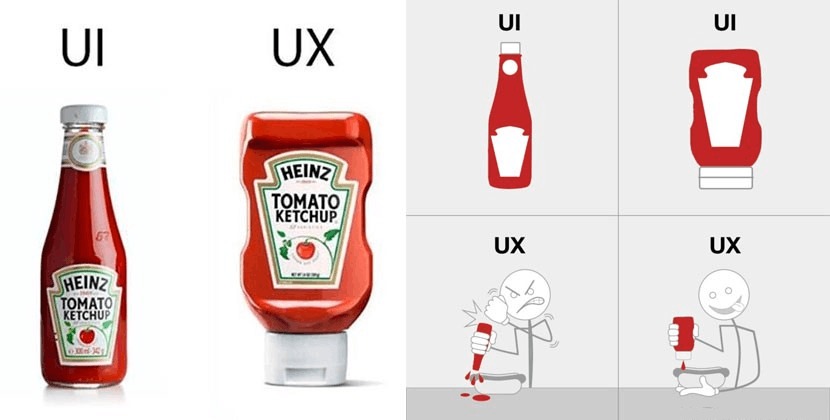 UI
UX
HEINZ
TOMATO
KETCHUP
HEINZ
TOMATO
KETCHUP
UI
UI
UX
UX